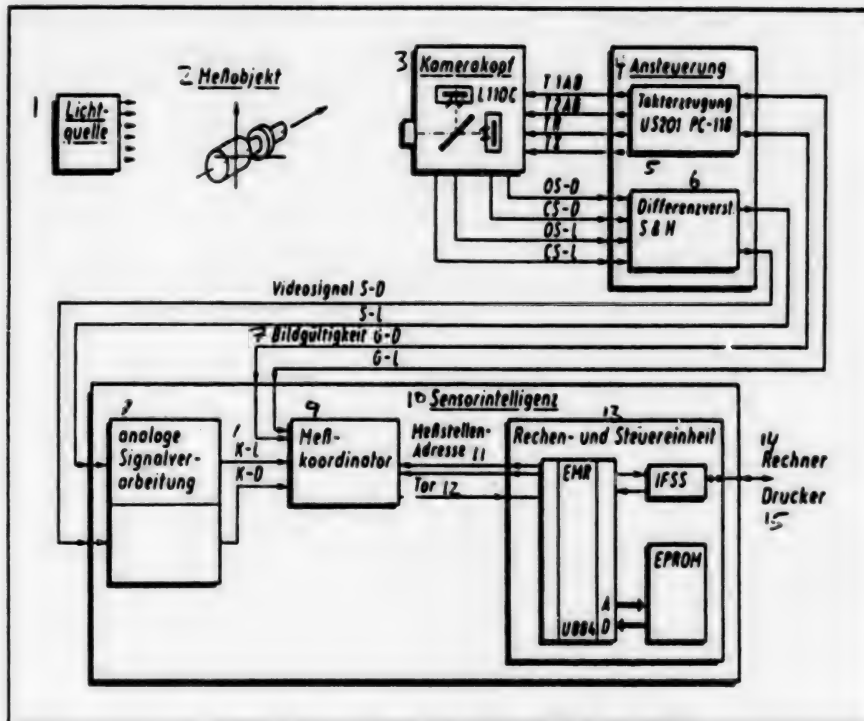 1 Licht-
quelle
2 Meßobjekt
3 Kamerakopf
L110C
T1AB
T2AB
TR
TX
4 Ansteuerung
Takterzeugung
US201 PC-118
5
6
Differenzverst.
S & H
OS-D
CS-D
OS-L
CS-L
Videosignal S-D
S-L
7 Bildgültigkeit G-D
G-L
10 Sensorintelligenz
analoge
Signalver-
arbeitung
K-L
K-D
9
Meß-
koordinator
Meßstellen-
Adresse 11
Tor 12
13
Rechen- und Steuereinheit
EMR
U884
A
D
IFSS
EPROM
14
Rechner
Drucker
15